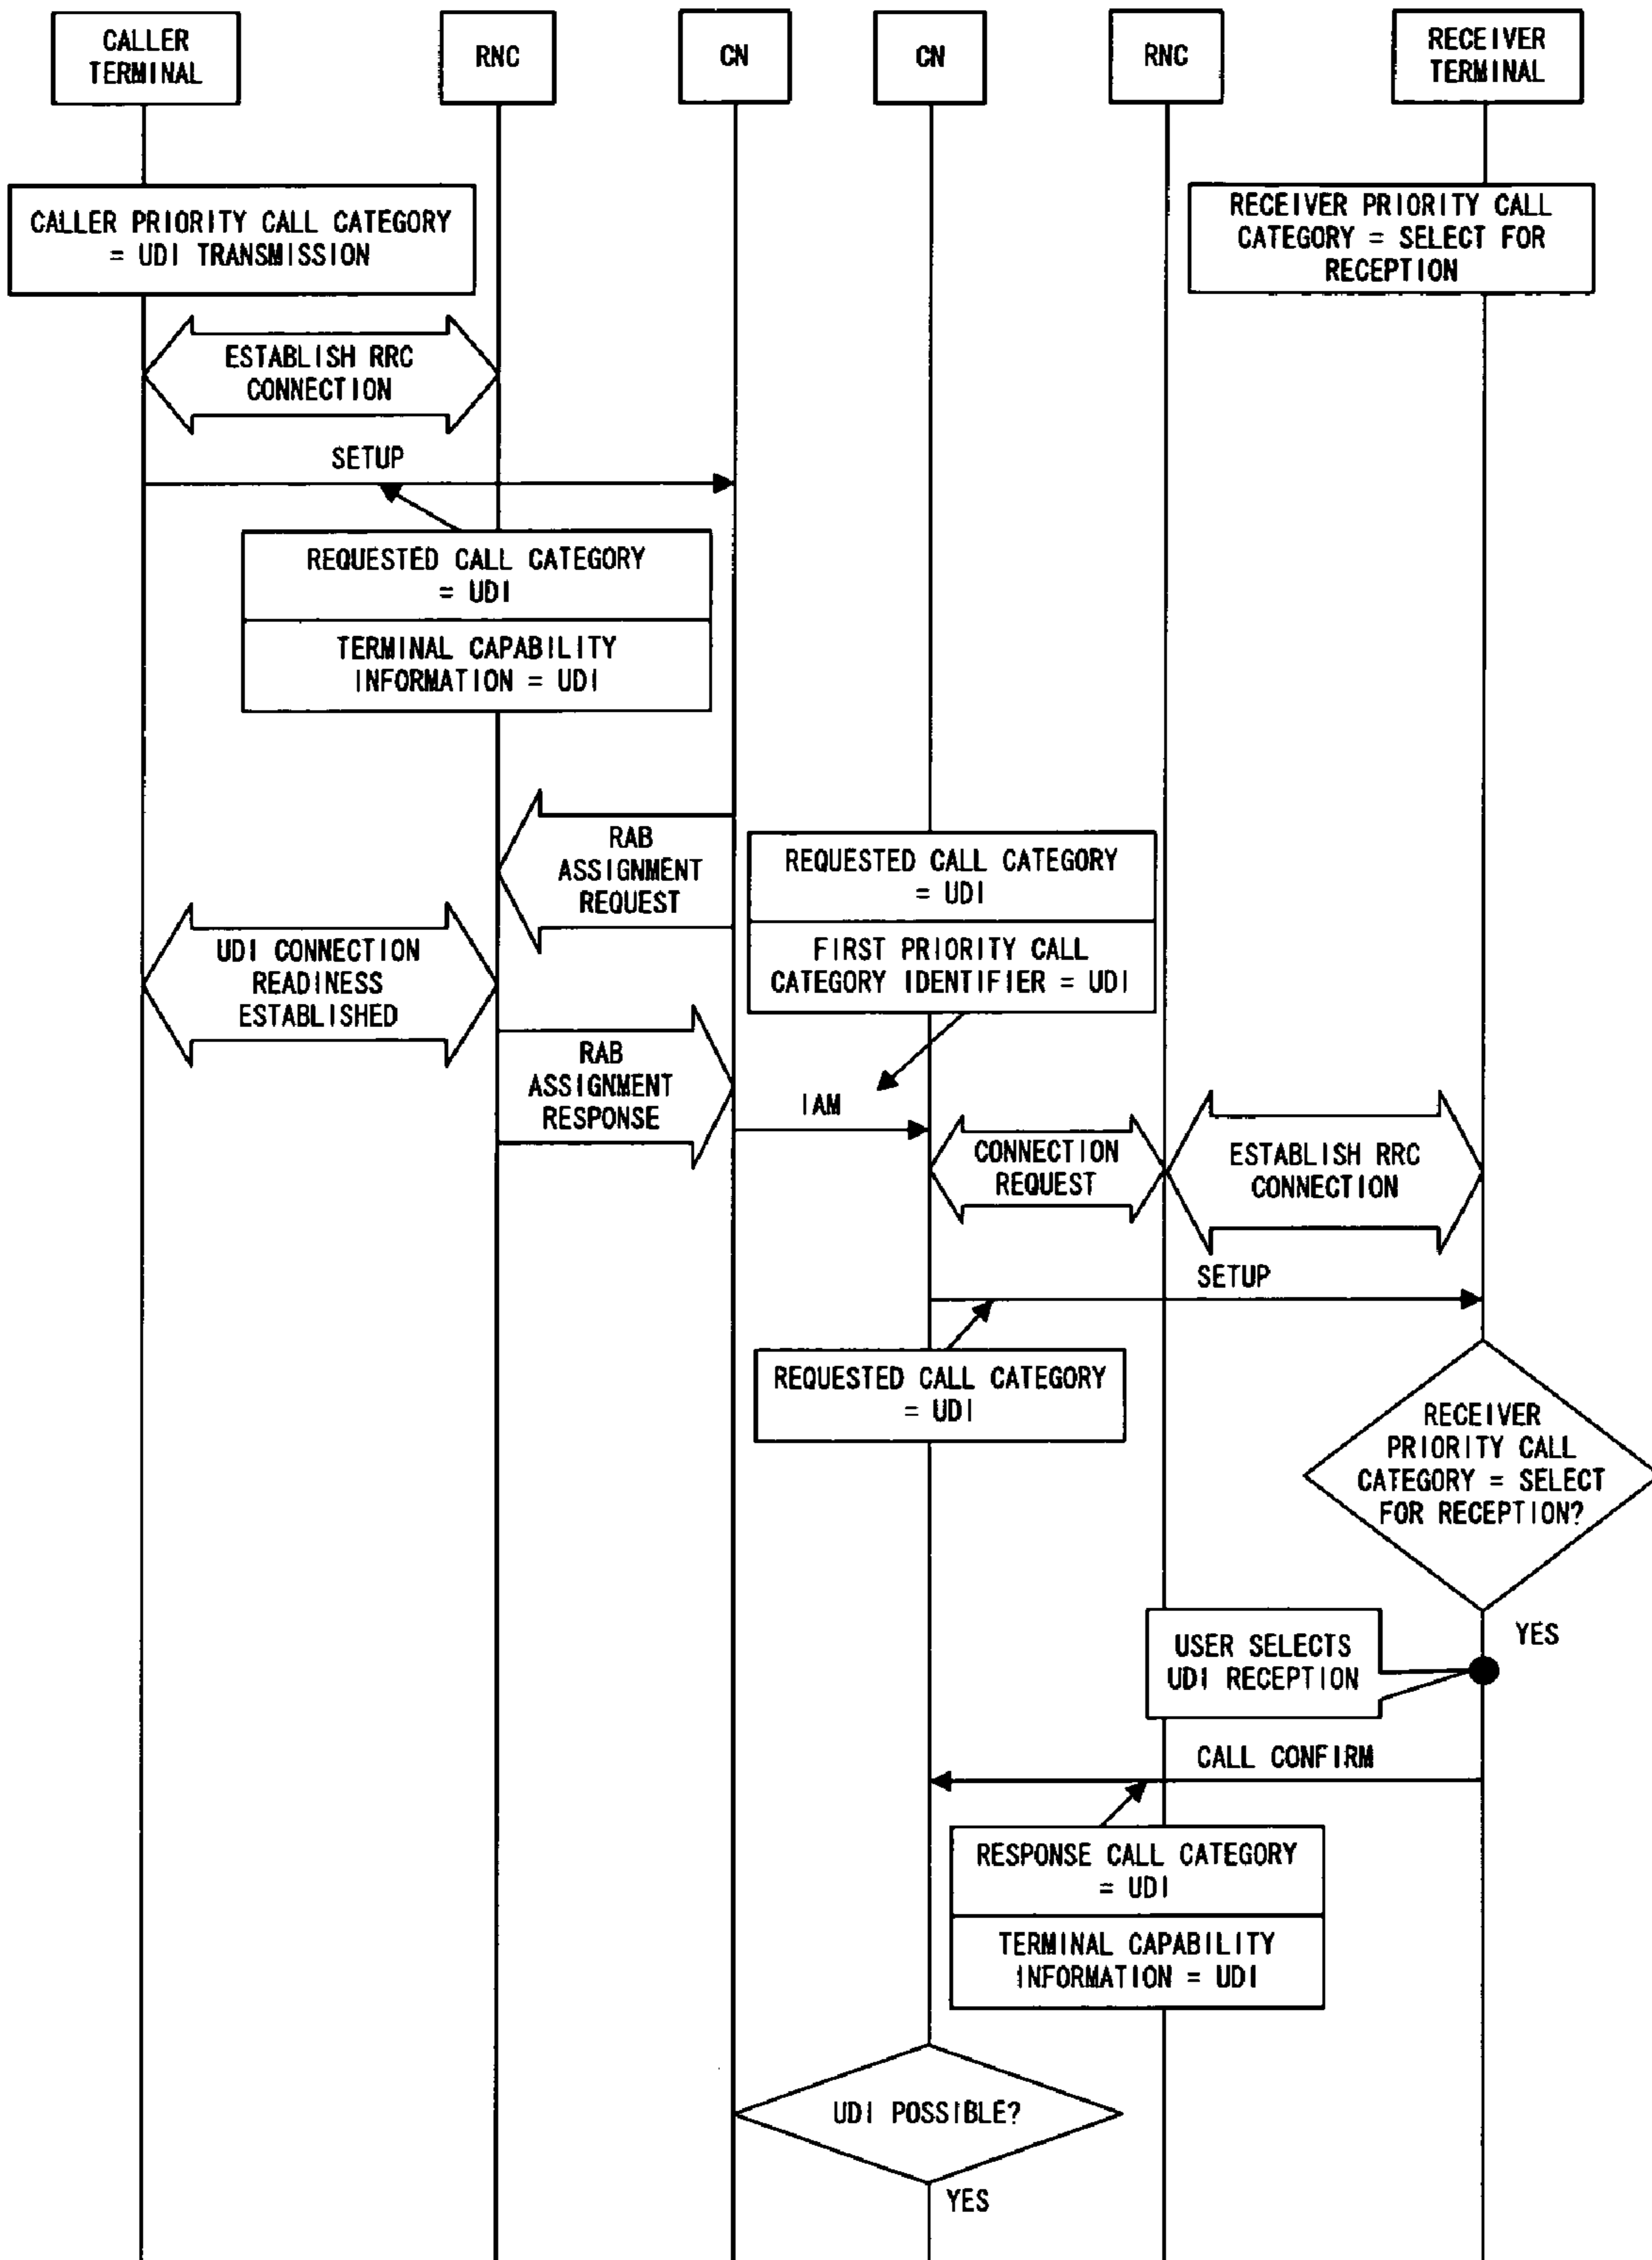 CALLER
TERMINAL
RNC
CN
CN
RNC
RECEIVER
TERMINAL
CALLER PRIORITY CALL CATEGORY
= UDI TRANSMISSION
RECEIVER PRIORITY CALL
CATEGORY = SELECT FOR
RECEPTION
ESTABLISH RRC
CONNECTION
SETUP
REQUESTED CALL CATEGORY
= UDI
TERMINAL CAPABILITY
INFORMATION = UDI
RAB
ASSIGNMENT
REQUEST
REQUESTED CALL CATEGORY
= UDI
FIRST PRIORITY CALL
CATEGORY IDENTIFIER = UDI
UDI CONNECTION
READINESS
ESTABLISHED
RAB
ASSIGNMENT
RESPONSE
IAM
CONNECTION
REQUEST
ESTABLISH RRC
CONNECTION
SETUP
REQUESTED CALL CATEGORY
= UDI
RECEIVER
PRIORITY CALL
CATEGORY = SELECT
FOR RECEPTION?
YES
USER SELECTS
UDI RECEPTION
CALL CONFIRM
RESPONSE CALL CATEGORY
= UDI
TERMINAL CAPABILITY
INFORMATION = UDI
UDI POSSIBLE?
YES